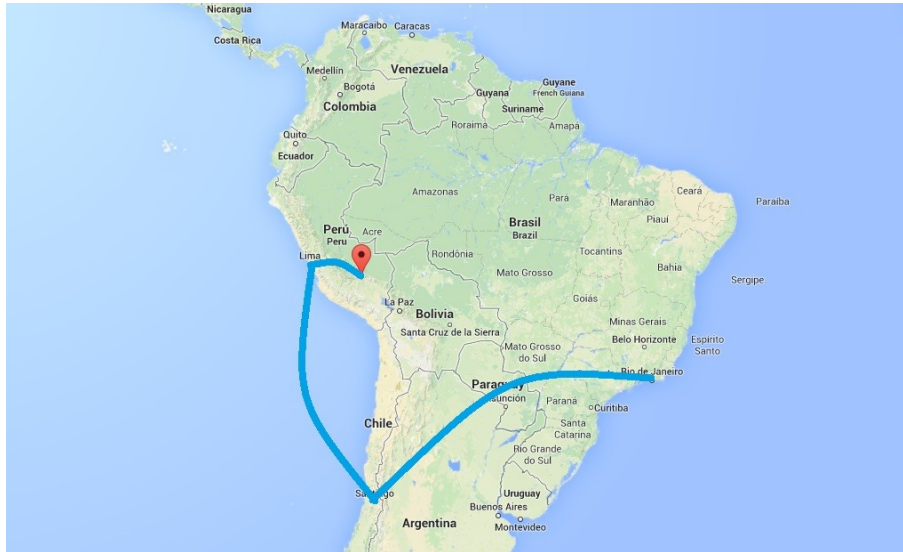 Nicaragua
Costa Rica
Maracaibo
Caracas
Medellín
Venezuela
Bogotá
Colombia
Guyana
Guyane
French Guiana
Suriname
Roraima
Amapá
Quito
Ecuador
Amazonas
Pará
Maranhão
Ceará
Piauí
Paraíba
Perú
Peru
Acre
Brasil
Brazil
Lima
Rondônia
Tocantins
Mato Grosso
Bahia
Sergipe
Goiás
La Paz
Bolivia
Santa Cruz de la Sierra
Minas Gerais
Belo Horizonte
Espírito
Santo
Mato Grosso
do Sul
Rio de Janeiro
Paraguay
Asunción
Paraná
Curitiba
Chile
Santa
Catarina
Rio Grande
do Sul
Santiago
Uruguay
Buenos Aires
Montevideo
Argentina